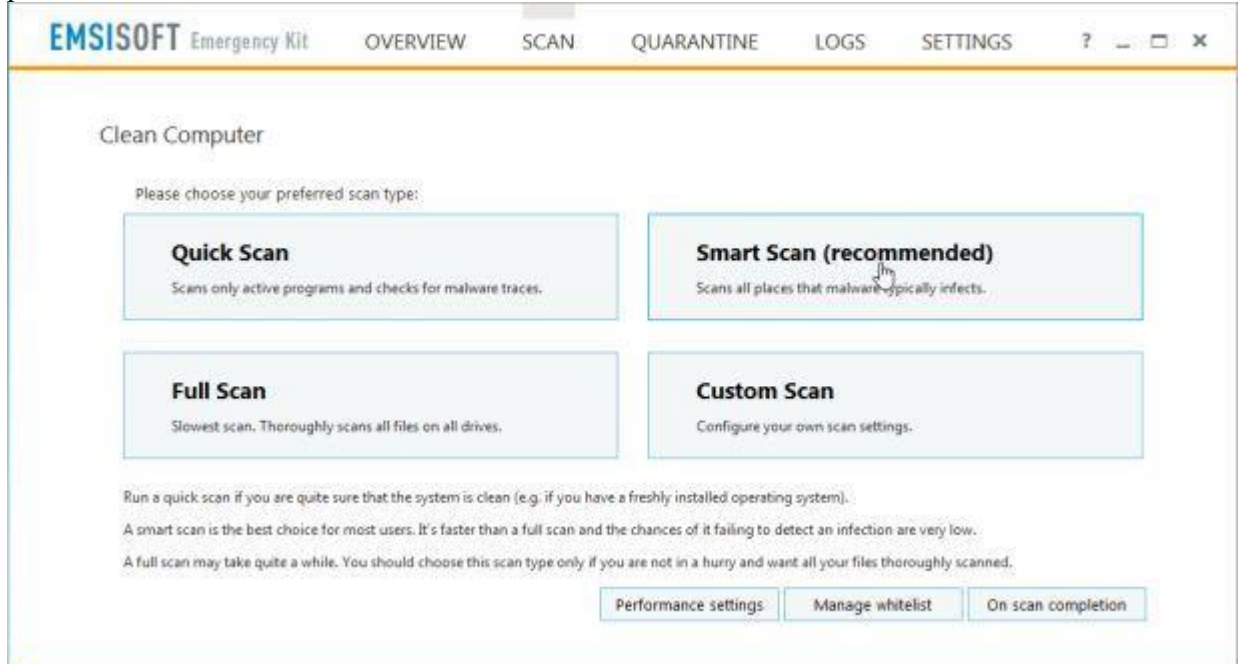 EMSISOFT Emergency Kit OVERVIEW SCAN QUARANTINE LOGS SETTINGS ?
Clean Computer
Please choose your preferred scan type:
Quick Scan
Scans only active programs and checks for malware traces.
Smart Scan (recommended)
Scans all places that malware typically infects.
Full Scan
Slowest scan. Thoroughly scans all files on all drives.
Custom Scan
Configure your own scan settings.
Run a quick scan if you are quite sure that the system is clean (e.g. if you have a freshly installed operating system).
A smart scan is the best choice for most users. It's faster than a full scan and the chances of it failing to detect an infection are very low.
A full scan may take quite a while. You should choose this scan type only if you are not in a hurry and want all your files thoroughly scanned.
Performance settings Manage whitelist On scan completion